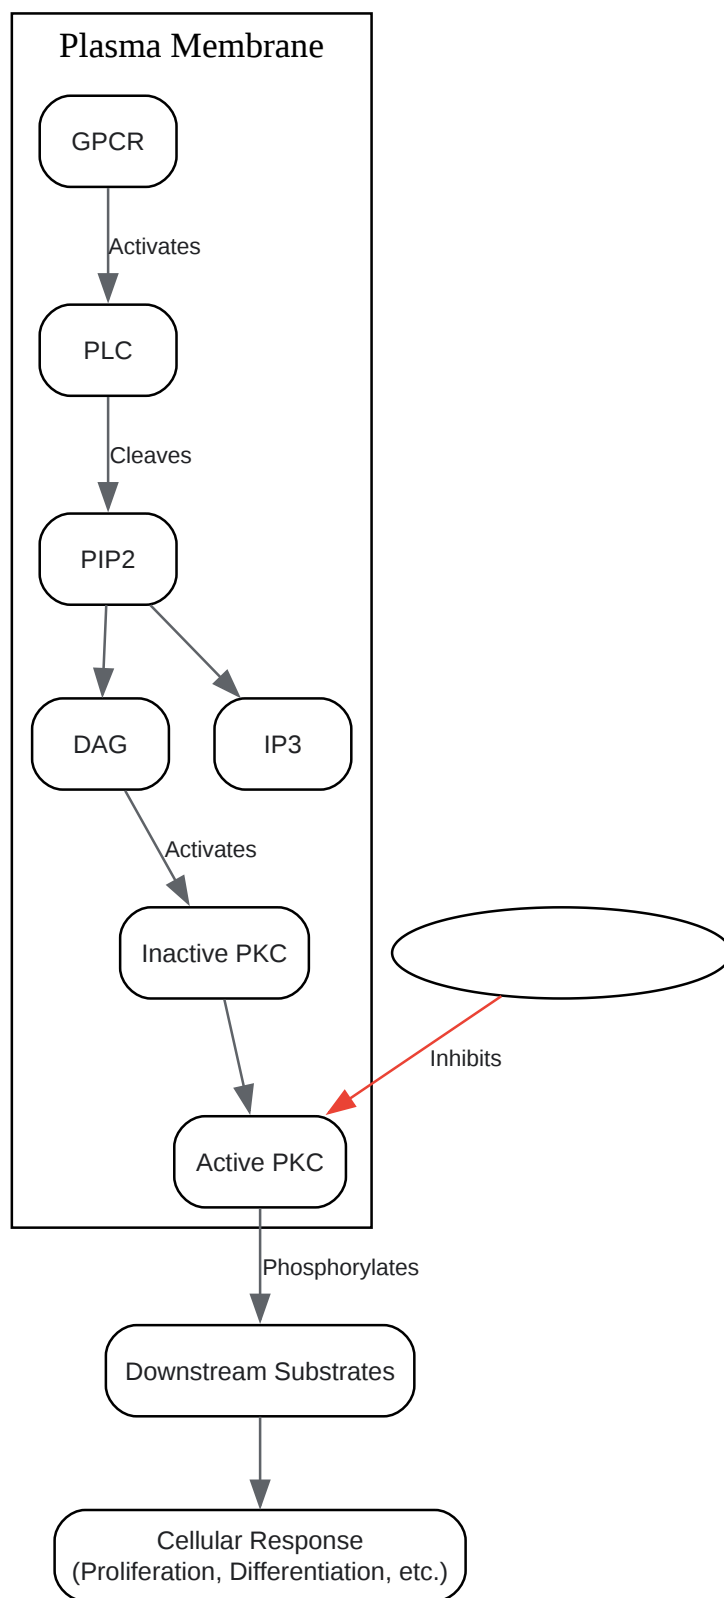 Plasma Membrane
GPCR
Activates
PLC
Cleaves
PIP2
DAG
IP3
Activates
Inactive PKC
Inhibits
Active PKC
Phosphorylates
Downstream Substrates
Cellular Response
(Proliferation, Differentiation, etc.)